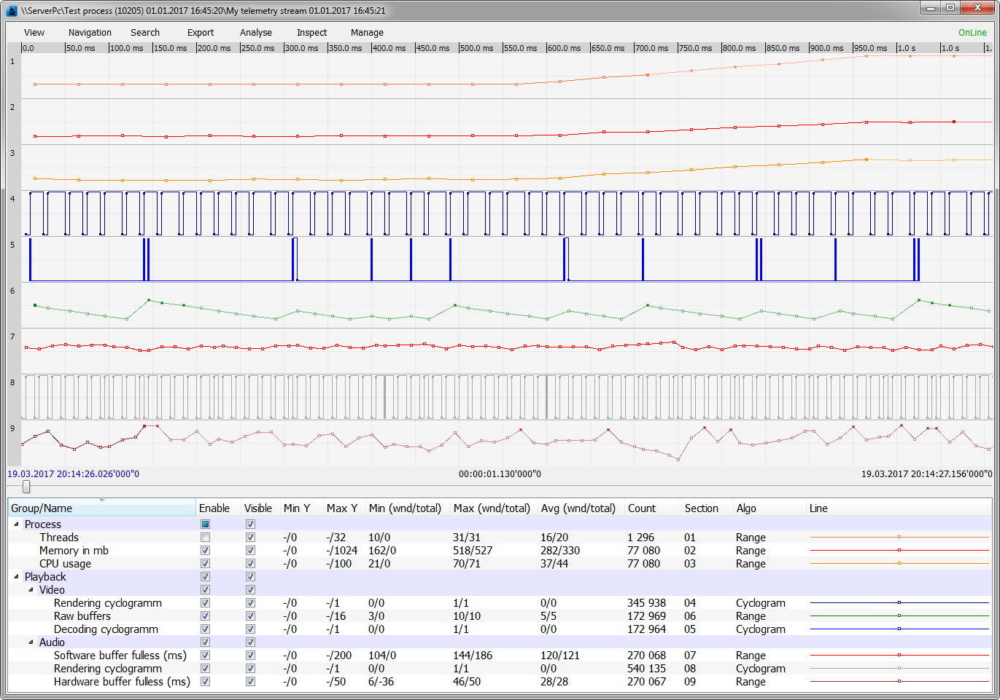 \\ServerPc\Test process (10205) 01.01.2017 16:45:20\My telemetry stream 01.01.2017 16:45:21
View Navigation Search Export Analyse Inspect Manage OnLine
0.0 50.0 ms 100.0 ms 150.0 ms 200.0 ms 250.0 ms 300.0 ms 350.0 ms 400.0 ms 450.0 ms 500.0 ms 550.0 ms 600.0 ms 650.0 ms 700.0 ms 750.0 ms 800.0 ms 850.0 ms 900.0 ms 950.0 ms 1.0 s 1.0 s 1.
1
2
3
4
5
6
7
8
9
19.03.2017 20:14:26.026'000"0 00:00:01.130'000"0 19.03.2017 20:14:27.156'000"0
Group/Name Enable Visible Min Y Max Y Min (wnd/total) Max (wnd/total) Avg (wnd/total) Count Section Algo Line
Process
Threads -/0 -/32 10/0 31/31 16/20 1 296 01 Range
Memory in mb -/0 -/1024 162/0 518/527 282/330 77 080 02 Range
CPU usage -/0 -/100 21/0 70/71 37/44 77 080 03 Range
Playback
Video
Rendering cyclogramm -/0 -/1 0/0 1/1 0/0 345 938 04 Cyclogram
Raw buffers -/0 -/16 3/0 10/10 5/5 172 969 06 Range
Decoding cyclogramm -/0 -/1 0/0 1/1 0/0 172 964 05 Cyclogram
Audio
Software buffer fulless (ms) -/0 -/200 104/0 144/186 120/121 270 068 07 Range
Rendering cyclogramm -/0 -/1 0/0 1/1 0/0 540 135 08 Cyclogram
Hardware buffer fulless (ms) -/0 -/50 6/-36 46/50 28/28 270 067 09 Range